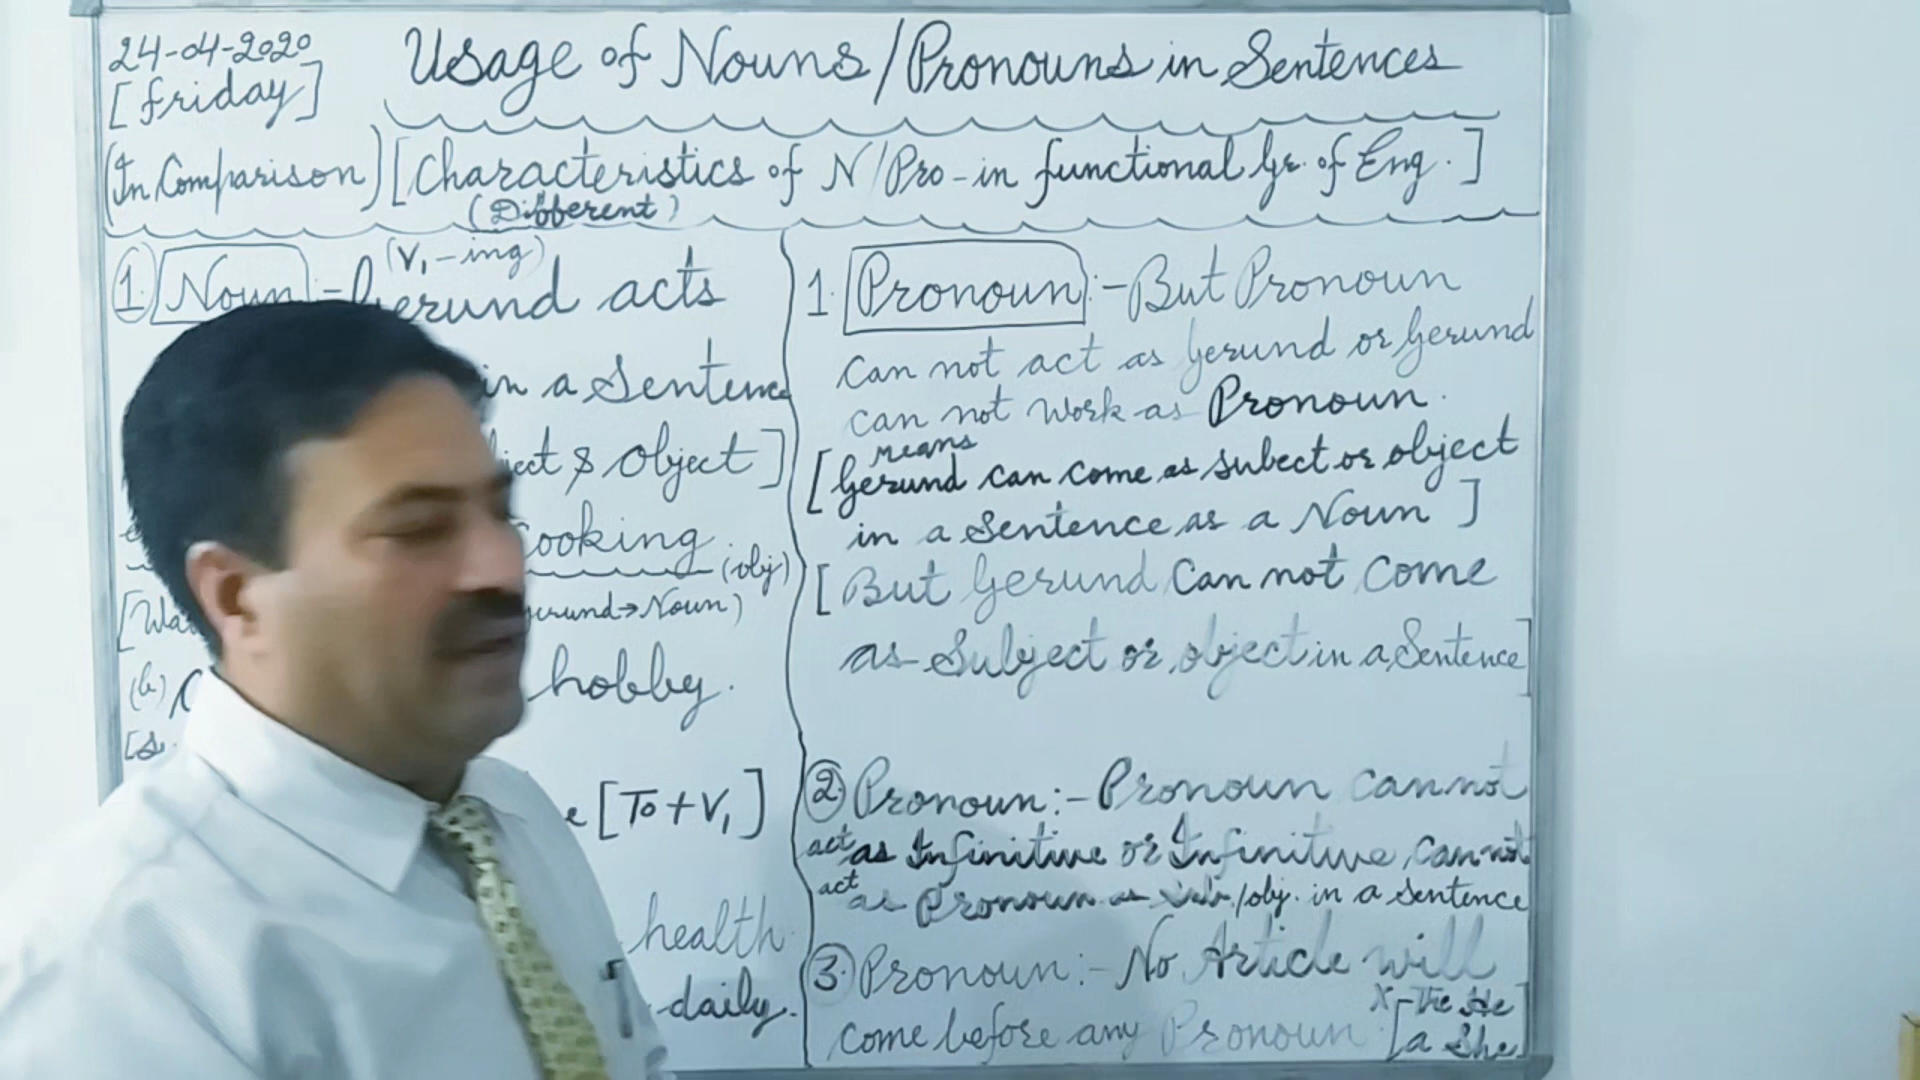 24-04-2020
[friday]
Usage of Nouns/Pronouns in Sentences
(In Comparison) [Characteristics of N/Pro-in functional Gr. of Eng.]
(Different)
(V₁-ing)
1. Noun :- Gerund acts
in a Sentence
& Object]
ooking
(obj)
→Noun)
(b)
hobby.
[To+V₁]
health
daily.
1. Pronoun :- But Pronoun
can not act as Gerund or Gerund
can not work as Pronoun.
means
[Gerund can come as subect or object
in a Sentence as a Noun]
[But Gerund Can not come
as Subject or object in a Sentence]
2. Pronoun:- Pronoun cannot
act as Infinitive or Infinitive cannot
act as Pronoun as sub/obj. in a sentence
3. Pronoun:- No Article will
come before any Pronoun
X-[The He]
[a She]